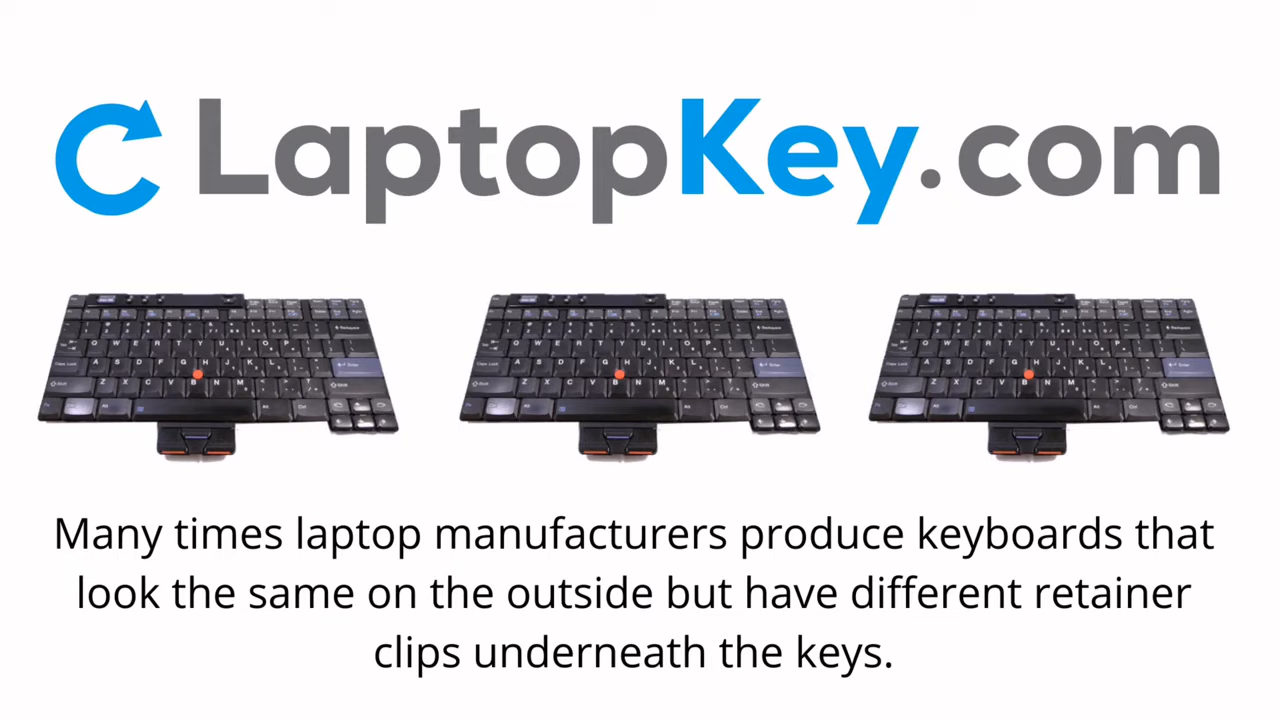 LaptopKey.com
Many times laptop manufacturers produce keyboards that
look the same on the outside but have different retainer
clips underneath the keys.